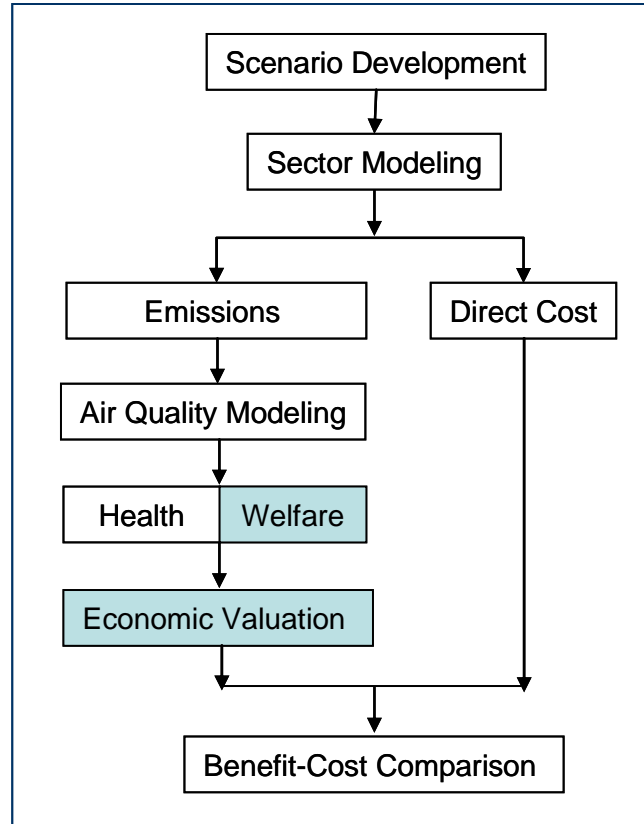 Scenario Development
Sector Modeling
Emissions
Direct Cost
Air Quality Modeling
Health
Welfare
Economic Valuation
Benefit-Cost Comparison